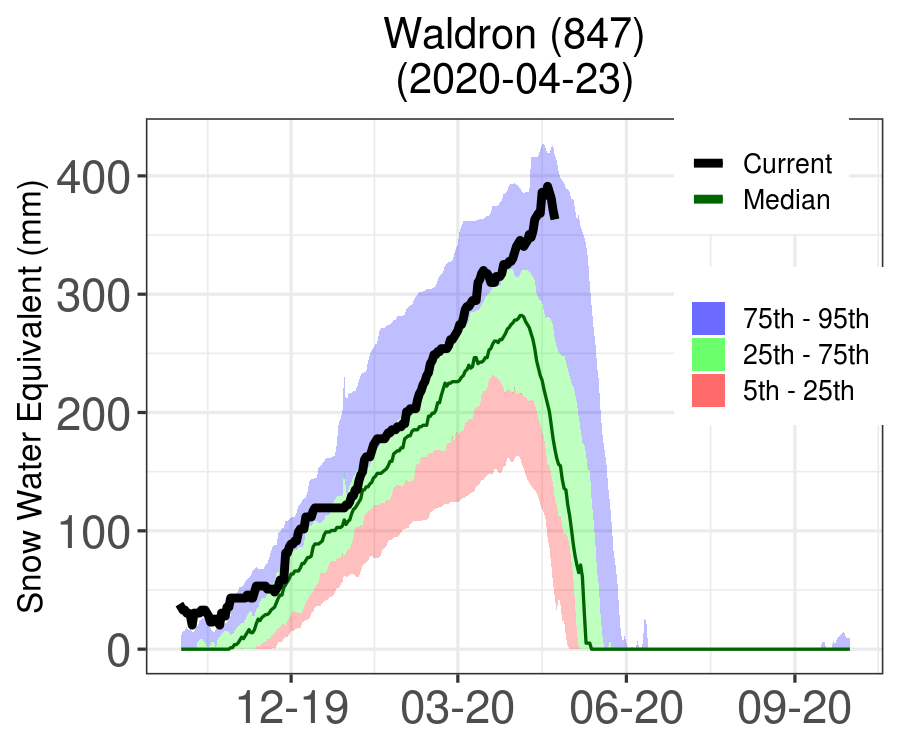 Waldron (847)
(2020-04-23)
Snow Water Equivalent (mm)
400
300
200
100
0
Current
Median
75th - 95th
25th - 75th
5th - 25th
12-19
03-20
06-20
09-20